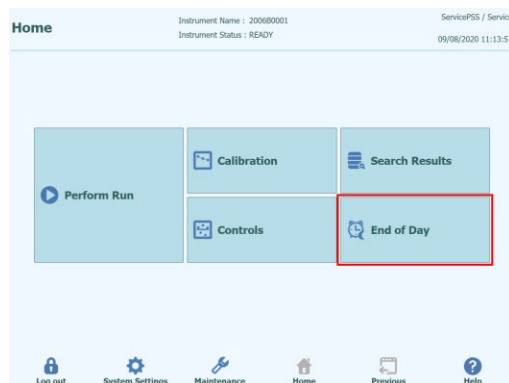 Home
Instrument Name : 200680001
Instrument Status : READY
ServicePSS / Servic
09/08/2020 11:13:5
Perform Run
Calibration
Search Results
Controls
End of Day
Log out
System Settings
Maintenance
Home
Previous
Help